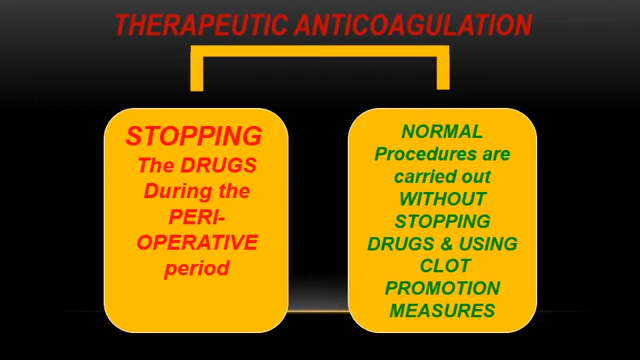 THERAPEUTIC ANTICOAGULATION
STOPPING
The DRUGS
During the
PERI-
OPERATIVE
period
NORMAL
Procedures are
carried out
WITHOUT
STOPPING
DRUGS & USING
CLOT
PROMOTION
MEASURES